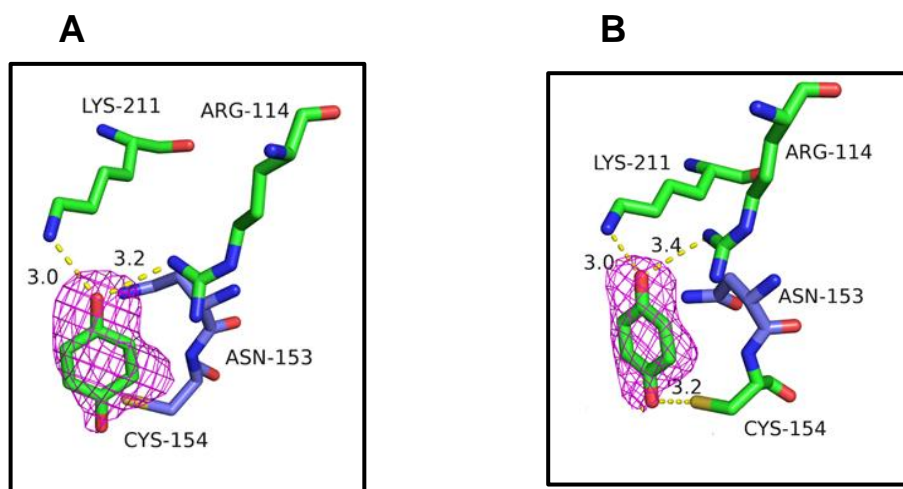 A
LYS-211
ARG-114
3.2
3.0
ASN-153
CYS-154
B
ARG-114
LYS-211
3.4
3.0
ASN-153
3.2
CYS-154